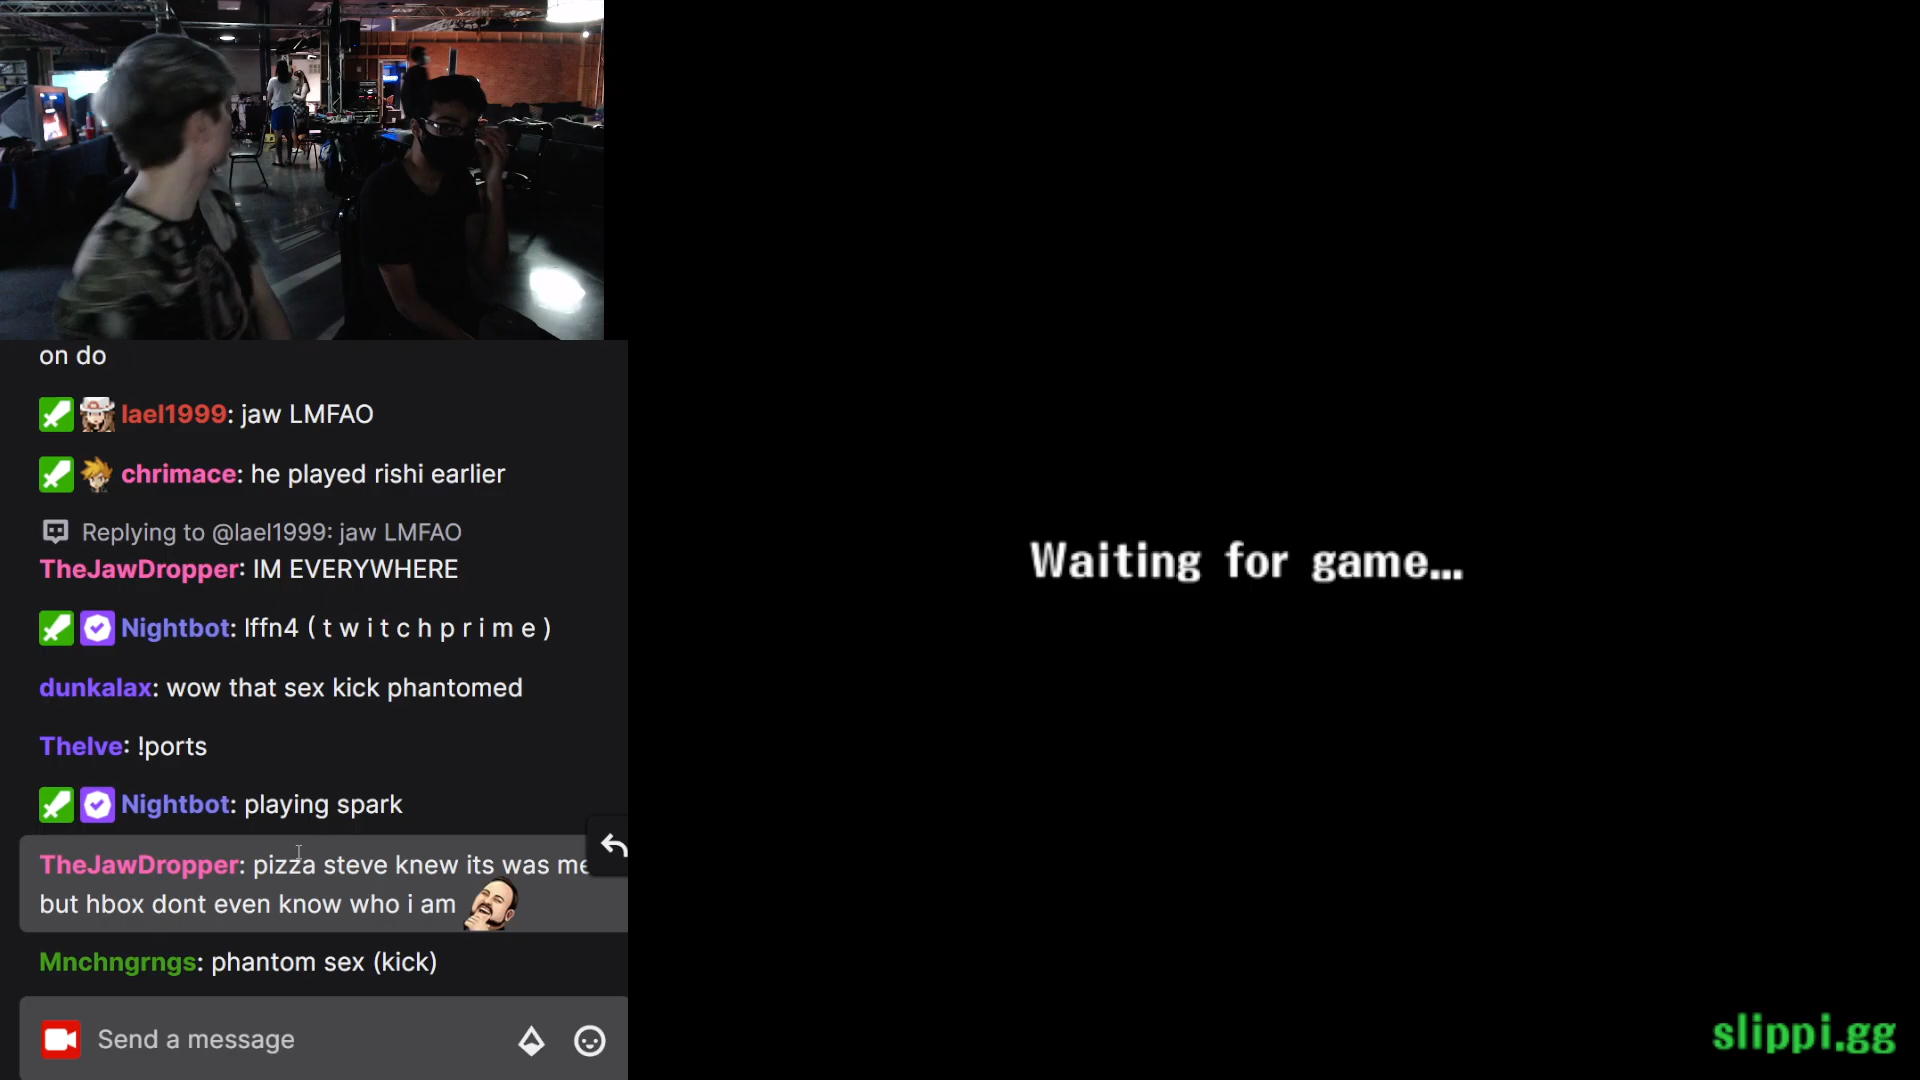 on do
lael1999: jaw LMFAO
chrimace: he played rishi earlier
Replying to @lael1999: jaw LMFAO
TheJawDropper: IM EVERYWHERE
Nightbot: lffn4 ( t w i t c h p r i m e )
dunkalax: wow that sex kick phantomed
Thelve: !ports
Nightbot: playing spark
TheJawDropper: pizza steve knew its was me
but hbox dont even know who i am
Mnchngrngs: phantom sex (kick)
Send a message
Waiting for game...
slippi.gg